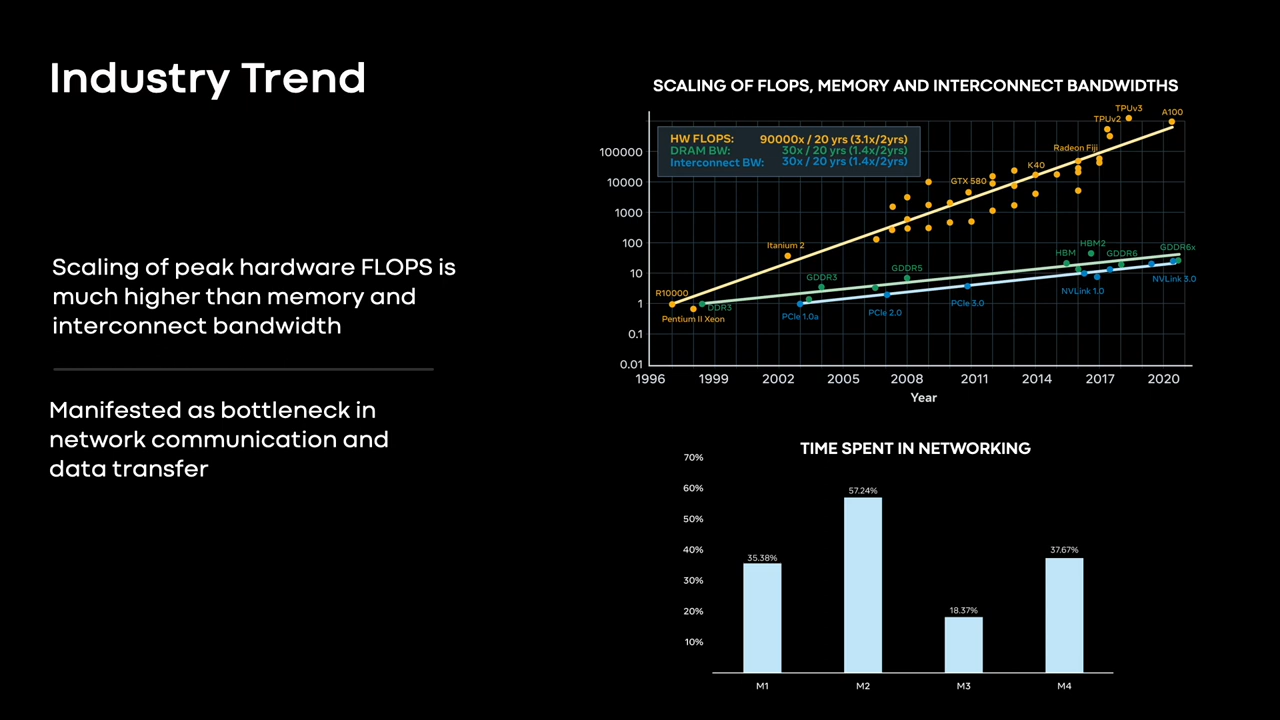 Industry Trend
Scaling of peak hardware FLOPS is
much higher than memory and
interconnect bandwidth
Manifested as bottleneck in
network communication and
data transfer
SCALING OF FLOPS, MEMORY AND INTERCONNECT BANDWIDTHS
HW FLOPS: 90000x / 20 yrs (3.1x/2yrs)
DRAM BW: 30x / 20 yrs (1.4x/2yrs)
Interconnect BW: 30x / 20 yrs (1.4x/2yrs)
100000
10000
1000
100
10
1
0.1
0.01
TPUv3
A100
TPUv2
Radeon Fiji
K40
GTX 580
Itanium 2
HBM2
GDDR6x
HBM
GDDR6
GDDR5
GDDR3
NVLink 3.0
R10000
NVLink 1.0
PCIe 3.0
DDR3
PCIe 2.0
PCIe 1.0a
Pentium II Xeon
1996 1999 2002 2005 2008 2011 2014 2017 2020
Year
TIME SPENT IN NETWORKING
70%
60%
50%
40%
30%
20%
10%
35.38%
57.24%
18.37%
37.67%
M1 M2 M3 M4